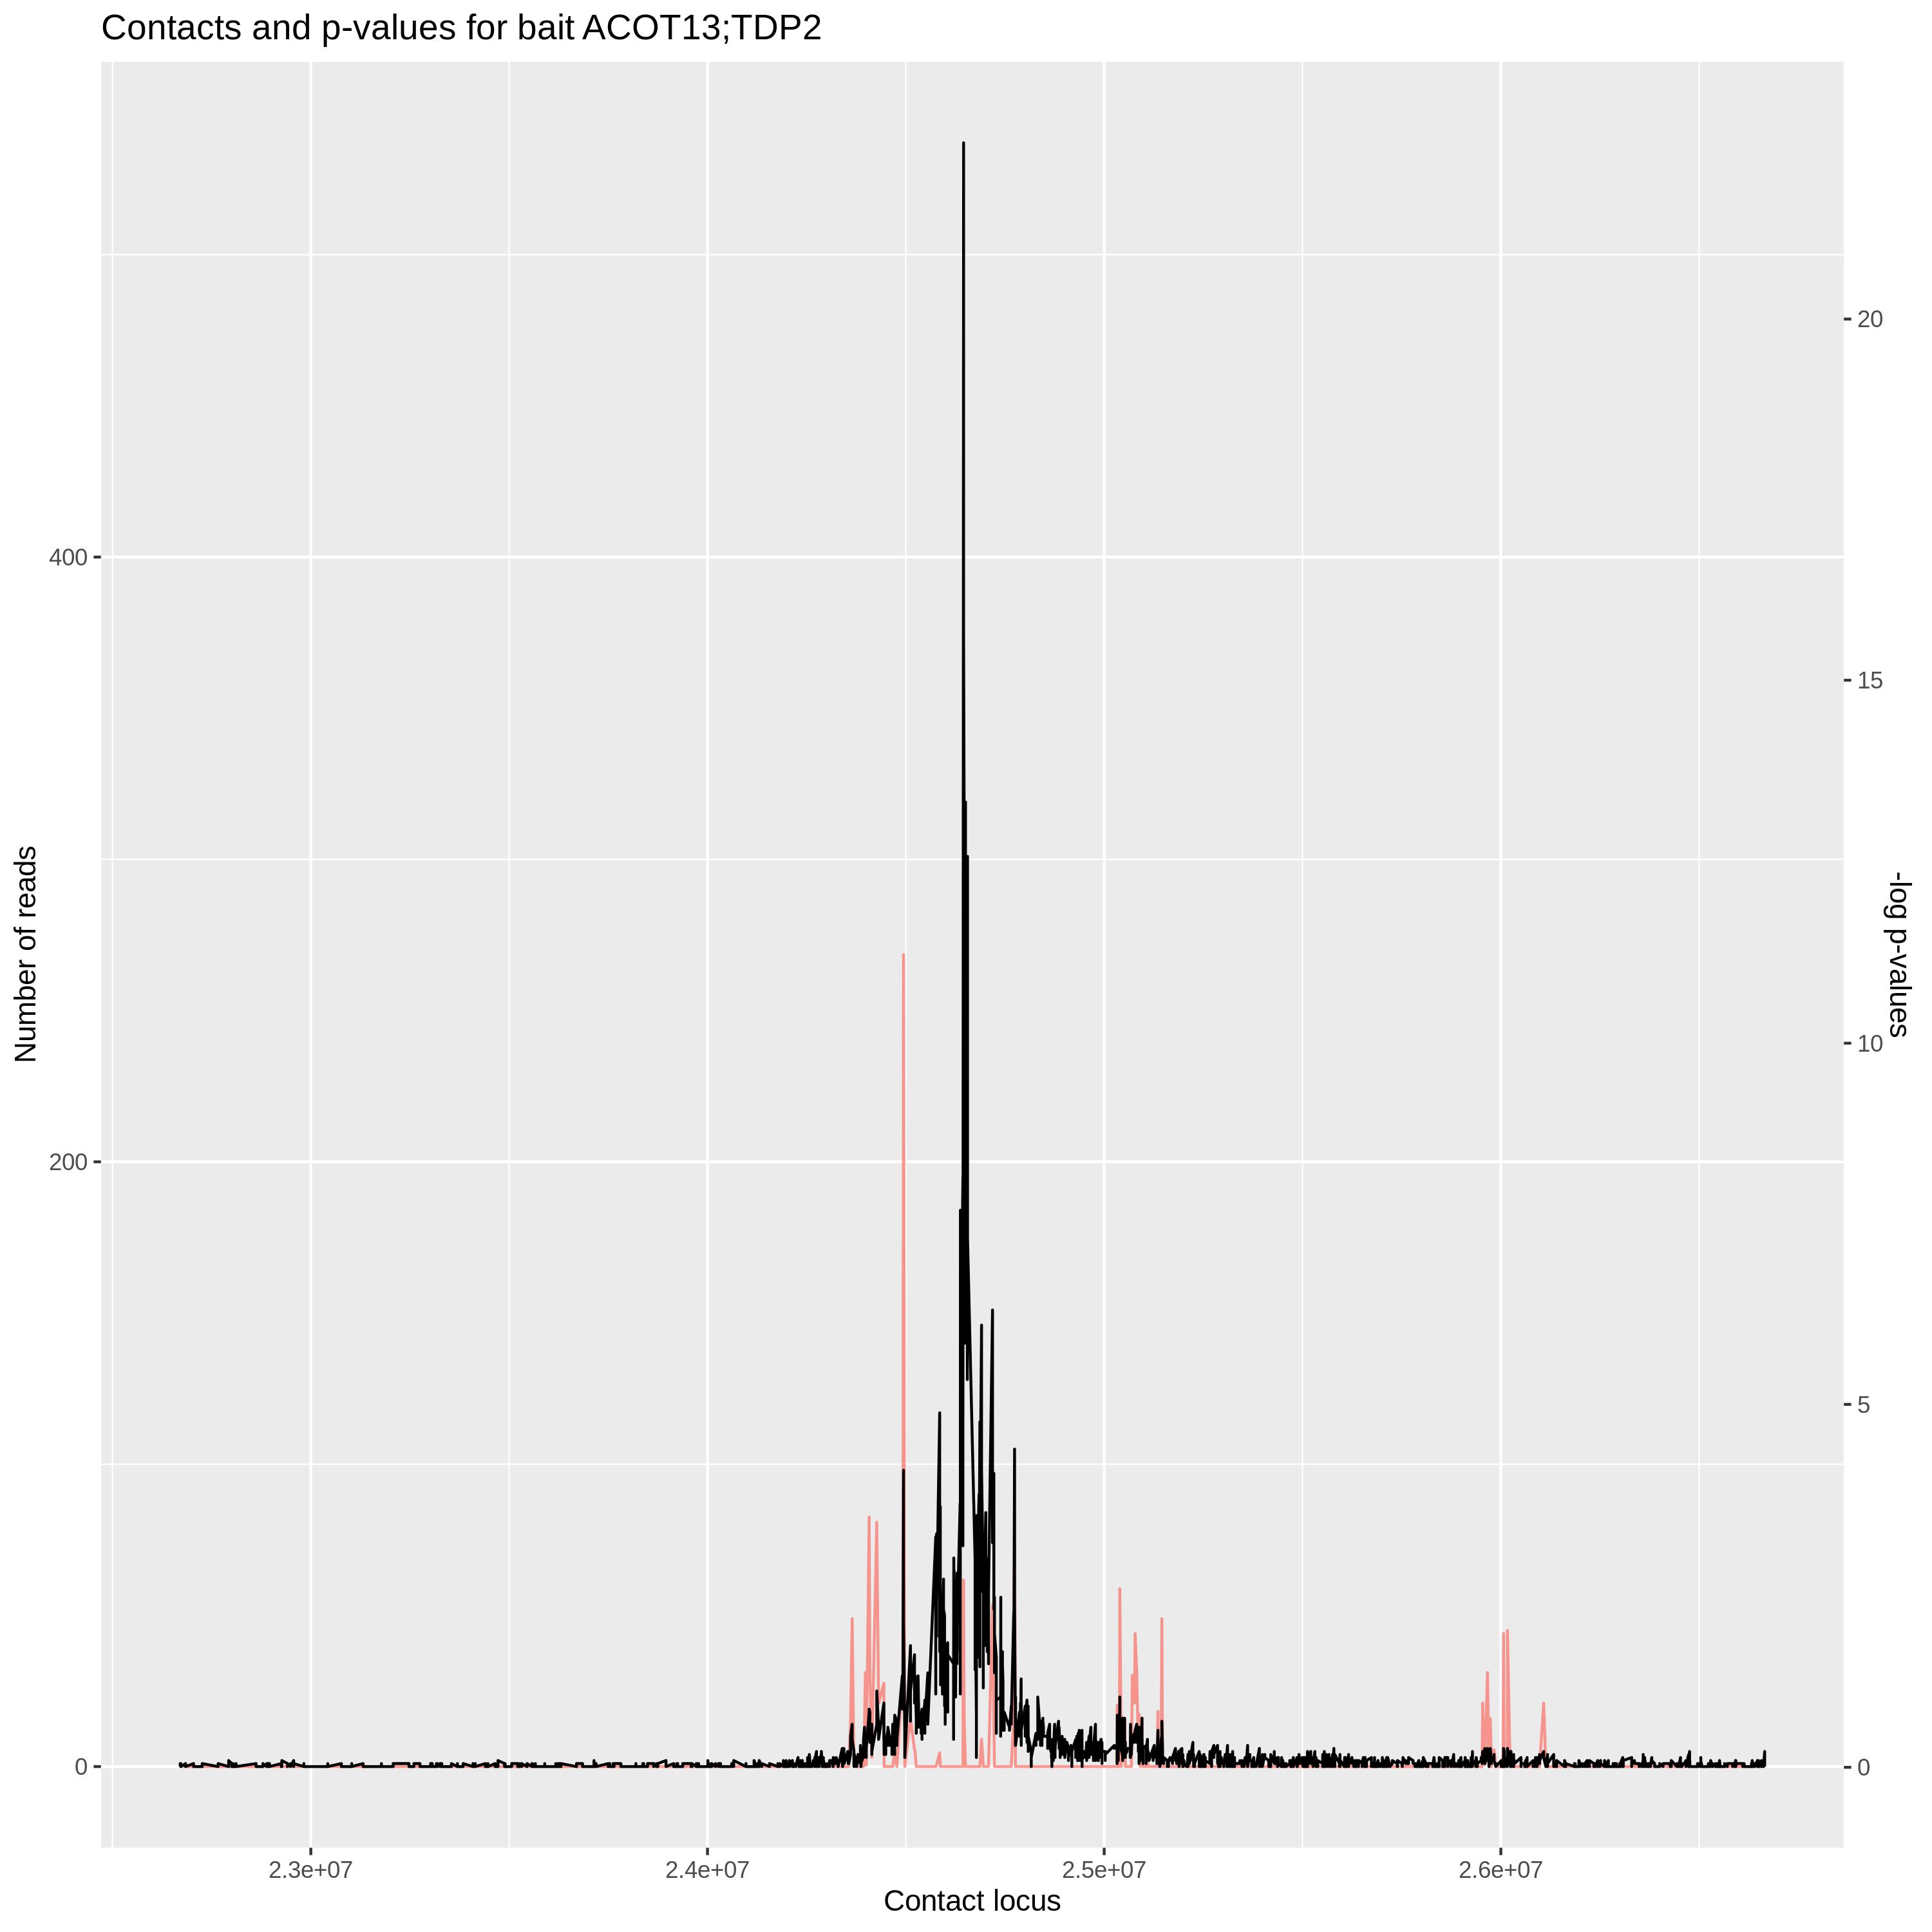 Contacts and p-values for bait ACOT13;TDP2
Number of reads
400
200
0
20
15
10
5
0
-log p-values
2.3e+07
2.4e+07
2.5e+07
2.6e+07
Contact locus